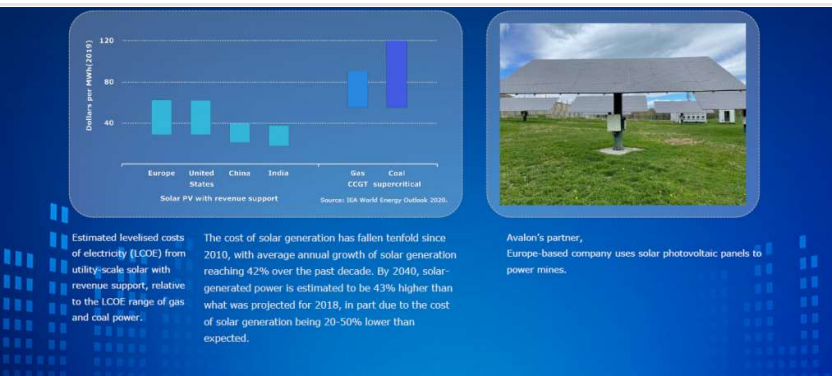 Dollars per MWh(2019)
120
80
40
Europe
United
States
China
India
Gas
CCGT
Coal
supercritical
Solar PV with revenue support
Source: IEA World Energy Outlook 2020.
Estimated levelised costs
of electricity (LCOE) from
utility-scale solar with
revenue support, relative
to the LCOE range of gas
and coal power.
The cost of solar generation has fallen tenfold since
2010, with average annual growth of solar generation
reaching 42% over the past decade. By 2040, solar-
generated power is estimated to be 43% higher than
what was projected for 2018, in part due to the cost
of solar generation being 20-50% lower than
expected.
Avalon's partner,
Europe-based company uses solar photovoltaic panels to
power mines.